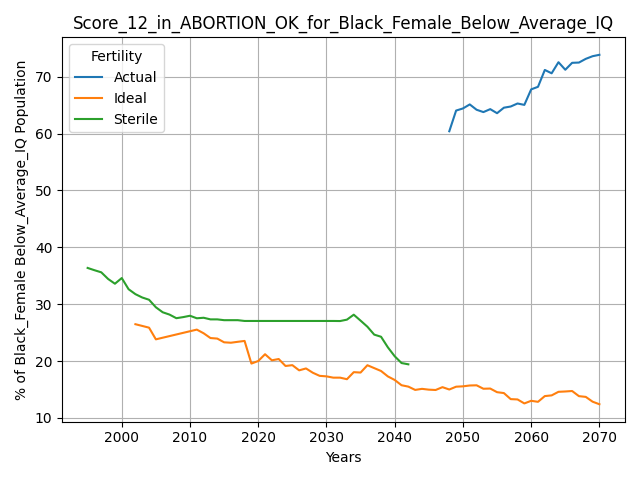 Score_12_in_ABORTION_OK_for_Black_Female_Below_Average_IQ
Fertility
Actual
Ideal
Sterile
% of Black_Female Below_Average_IQ Population
70
60
50
40
30
20
10
2000 2010 2020 2030 2040 2050 2060 2070
Years